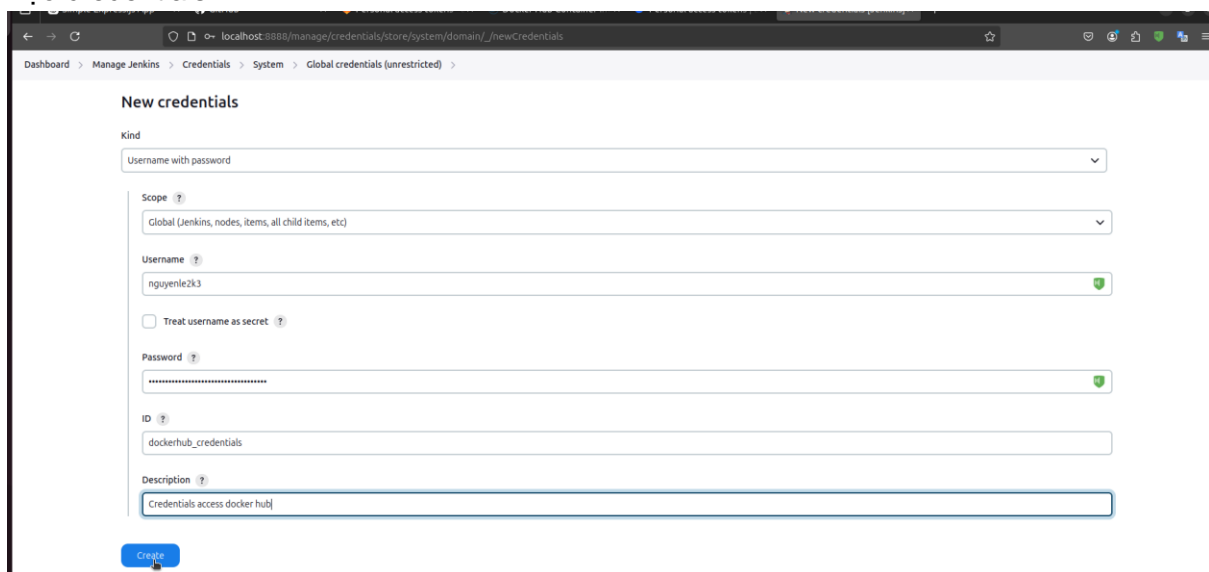 localhost:8888/manage/credentials/store/system/domain/_/newCredentials
Dashboard > Manage Jenkins > Credentials > System > Global credentials (unrestricted) >
New credentials
Kind
Username with password
Scope ?
Global (Jenkins, nodes, items, all child items, etc)
Username ?
nguyenle2k3
Treat username as secret ?
Password ?
••••••••••••••••••••••••••••••••••••
ID ?
dockerhub_credentials
Description ?
Credentials access docker hub
Create